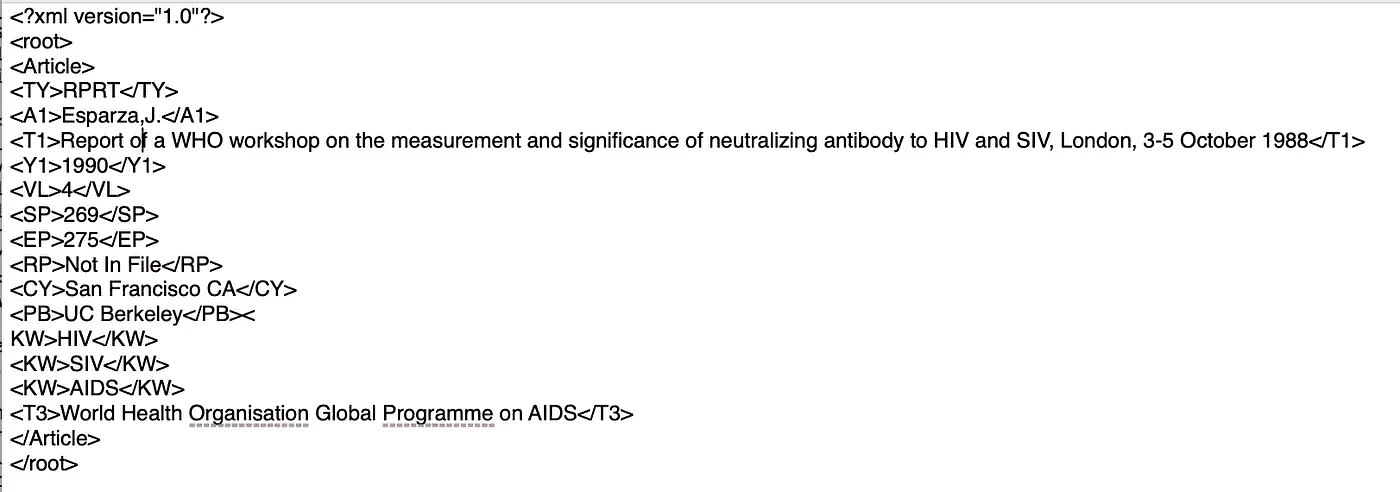 <?xml version="1.0"?>
<root>
<Article>
<TY>RPRT</TY>
<A1>Esparza,J.</A1>
<T1>Report of a WHO workshop on the measurement and significance of neutralizing antibody to HIV and SIV, London, 3-5 October 1988</T1>
<Y1>1990</Y1>
<VL>4</VL>
<SP>269</SP>
<EP>275</EP>
<RP>Not In File</RP>
<CY>San Francisco CA</CY>
<PB>UC Berkeley</PB><
KW>HIV</KW>
<KW>SIV</KW>
<KW>AIDS</KW>
<T3>World Health Organisation Global Programme on AIDS</T3>
</Article>
</root>